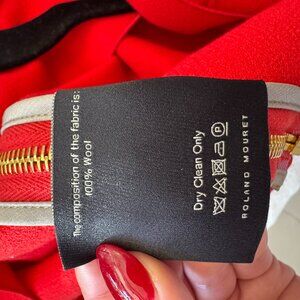 The composition of the fabric is:
100% Wool
Dry Clean Only
P
ROLAND MOURET